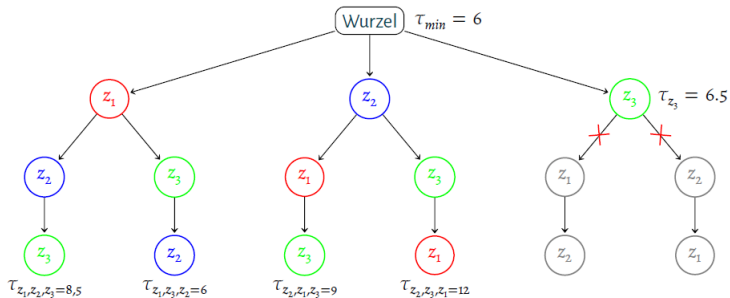 Wurzel τ_min = 6
z₁ z₂ z₃ τ_z₃ = 6.5
z₂ z₃ z₁ z₃ z₁ z₂
z₃ z₂ z₃ z₁ z₂ z₁
τ_z₁,z₂,z₃=8,5 τ_z₁,z₃,z₂=6 τ_z₂,z₁,z₃=9 τ_z₂,z₃,z₁=12